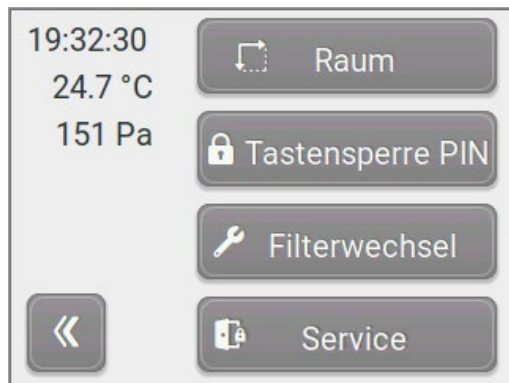 19:32:30
24.7 °C
151 Pa
Raum
Tastensperre PIN
Filterwechsel
Service